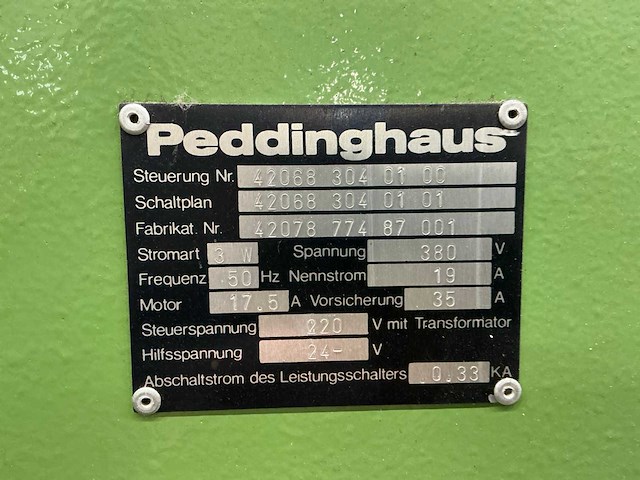 Peddinghaus
Steuerung Nr. 42068 304 01 00
Schaltplan 42068 304 01 01
Fabrikat. Nr. 42078 774 87 001
Stromart 3 W Spannung 380 V
Frequenz 50 Hz Nennstrom 19 A
Motor 17.5 A Vorsicherung 35 A
Steuerspannung 220 V mit Transformator
Hilfsspannung 24- V
Abschaltstrom des Leistungsschalters 0.33 KA